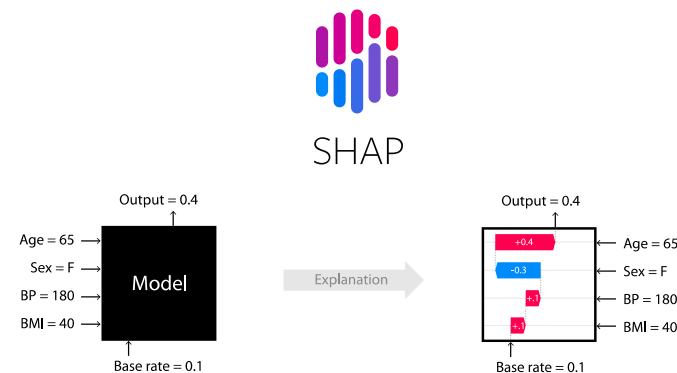 SHAP
Output = 0.4
Age = 65
Sex = F
BP = 180
BMI = 40
Model
Base rate = 0.1
Explanation
Output = 0.4
+0.4
Age = 65
-0.3
Sex = F
+.1
BP = 180
+.1
BMI = 40
Base rate = 0.1